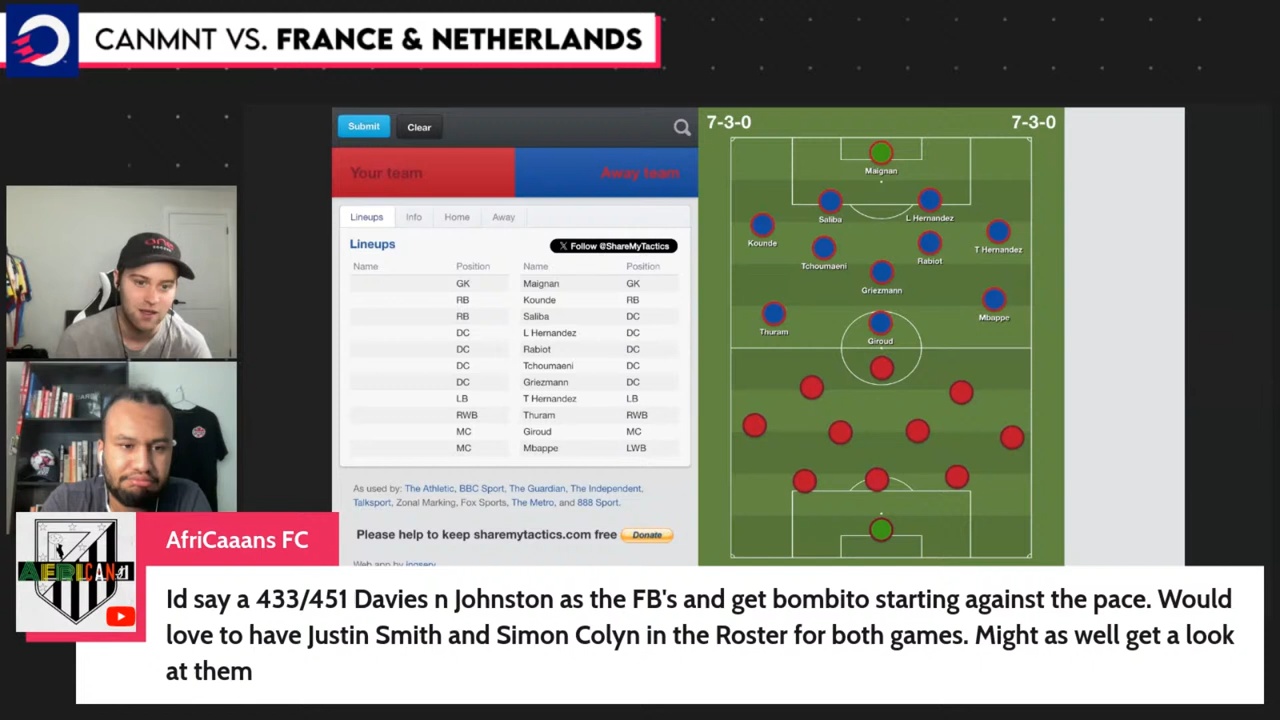 CANMNT VS. FRANCE & NETHERLANDS
Submit
Clear
Your team
Away team
Lineups Info Home Away
Lineups
X Follow @ShareMyTactics
Name Position Name Position
GK Maignan GK
RB Kounde RB
RB Saliba DC
DC L Hernandez DC
DC Rabiot DC
DC Tchoumaeni DC
DC Griezmann DC
LB T Hernandez LB
RWB Thuram RWB
MC Giroud MC
MC Mbappe LWB
As used by: The Athletic, BBC Sport, The Guardian, The Independent,
Talksport, Zonal Marking, Fox Sports, The Metro, and 888 Sport.
Please help to keep sharemytactics.com free Donate
Web app by
7-3-0
7-3-0
Maignan
Saliba
L Hernandez
Kounde
T Hernandez
Tchoumaeni
Rabiot
Griezmann
Thuram
Mbappe
Giroud
AfriCaaans FC
Id say a 433/451 Davies n Johnston as the FB's and get bombito starting against the pace. Would
love to have Justin Smith and Simon Colyn in the Roster for both games. Might as well get a look
at them